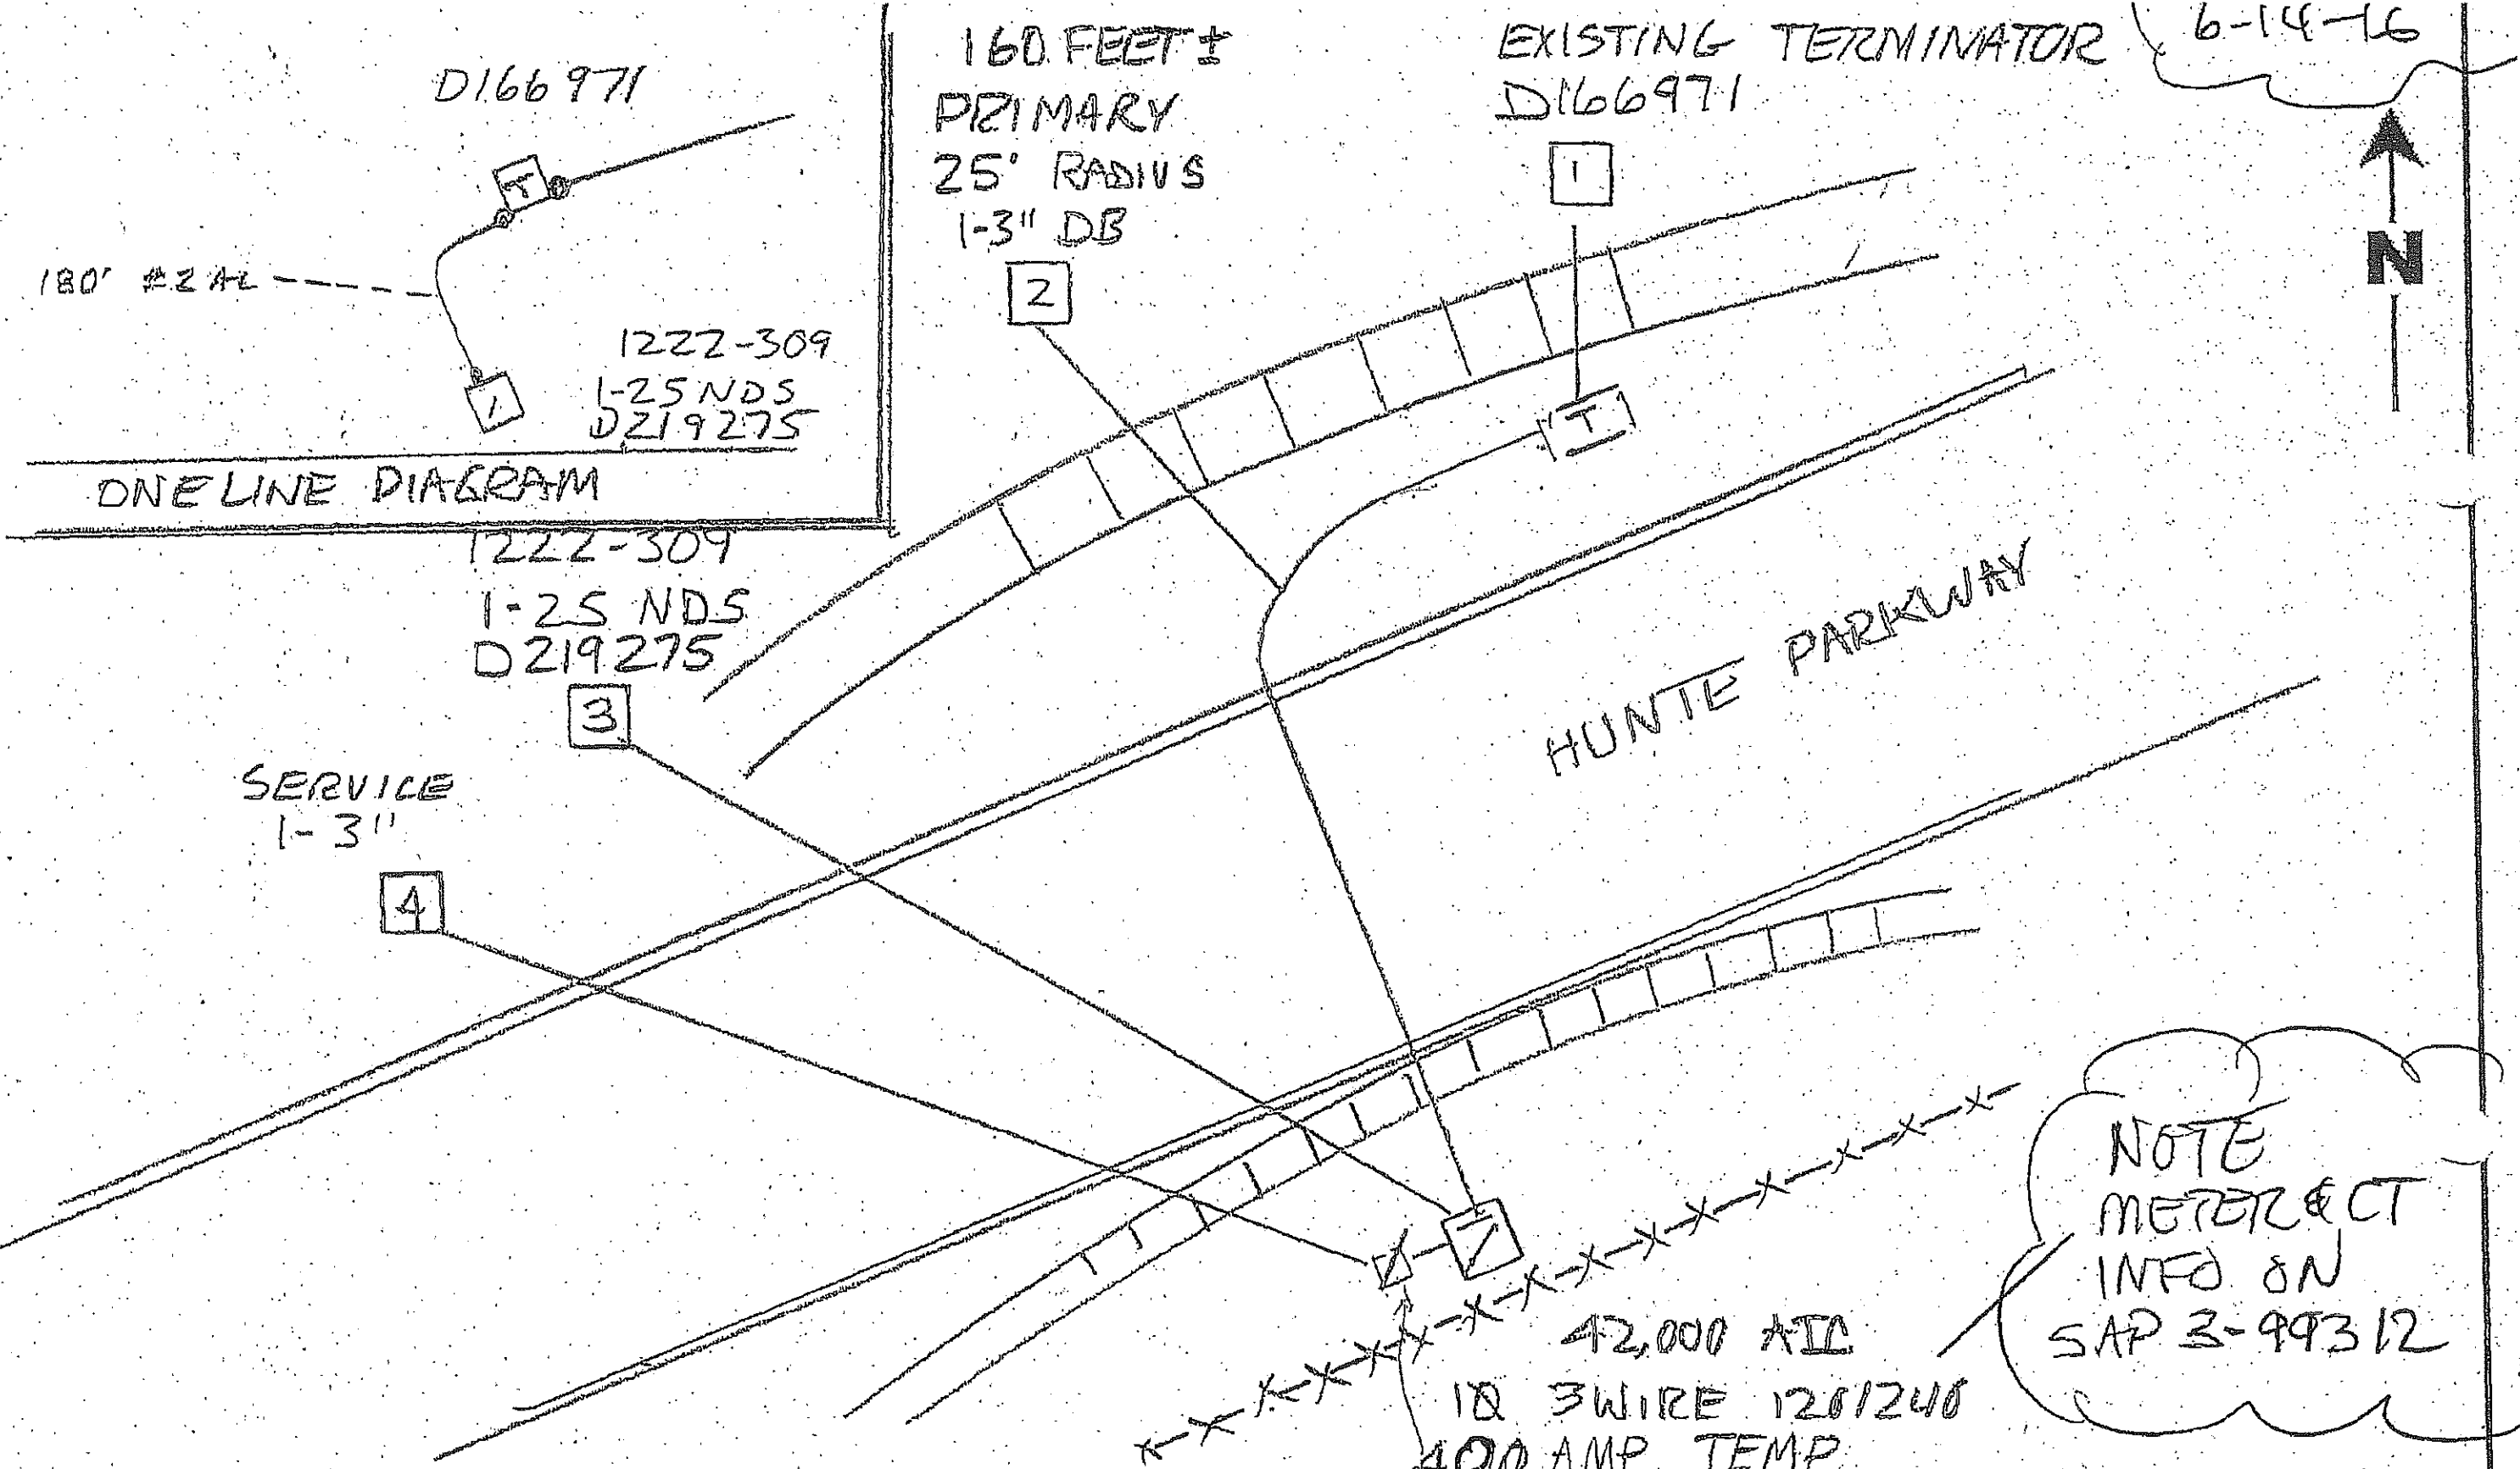 D166971
T
180' #2 AL
1222-309
1-25 NDS
D219275
ONE LINE DIAGRAM
160 FEET ±
PRIMARY
25' RADIUS
1-3" DB
2
EXISTING TERMINATOR
D166971
1
6-14-16
N
T
1222-309
1-25 NDS
D219275
3
HUNTE PARKWAY
SERVICE
1-3"
4
NOTE
METER & CT
INFO ON
SAP 3-99312
42,000 AIC
1Ø 3WIRE 120/240
400 AMP TEMP